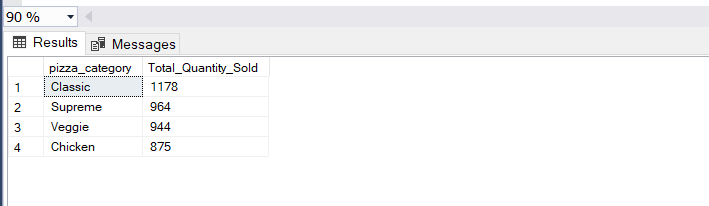 90 %
Results Messages
pizza_category Total_Quantity_Sold
1 Classic 1178
2 Supreme 964
3 Veggie 944
4 Chicken 875